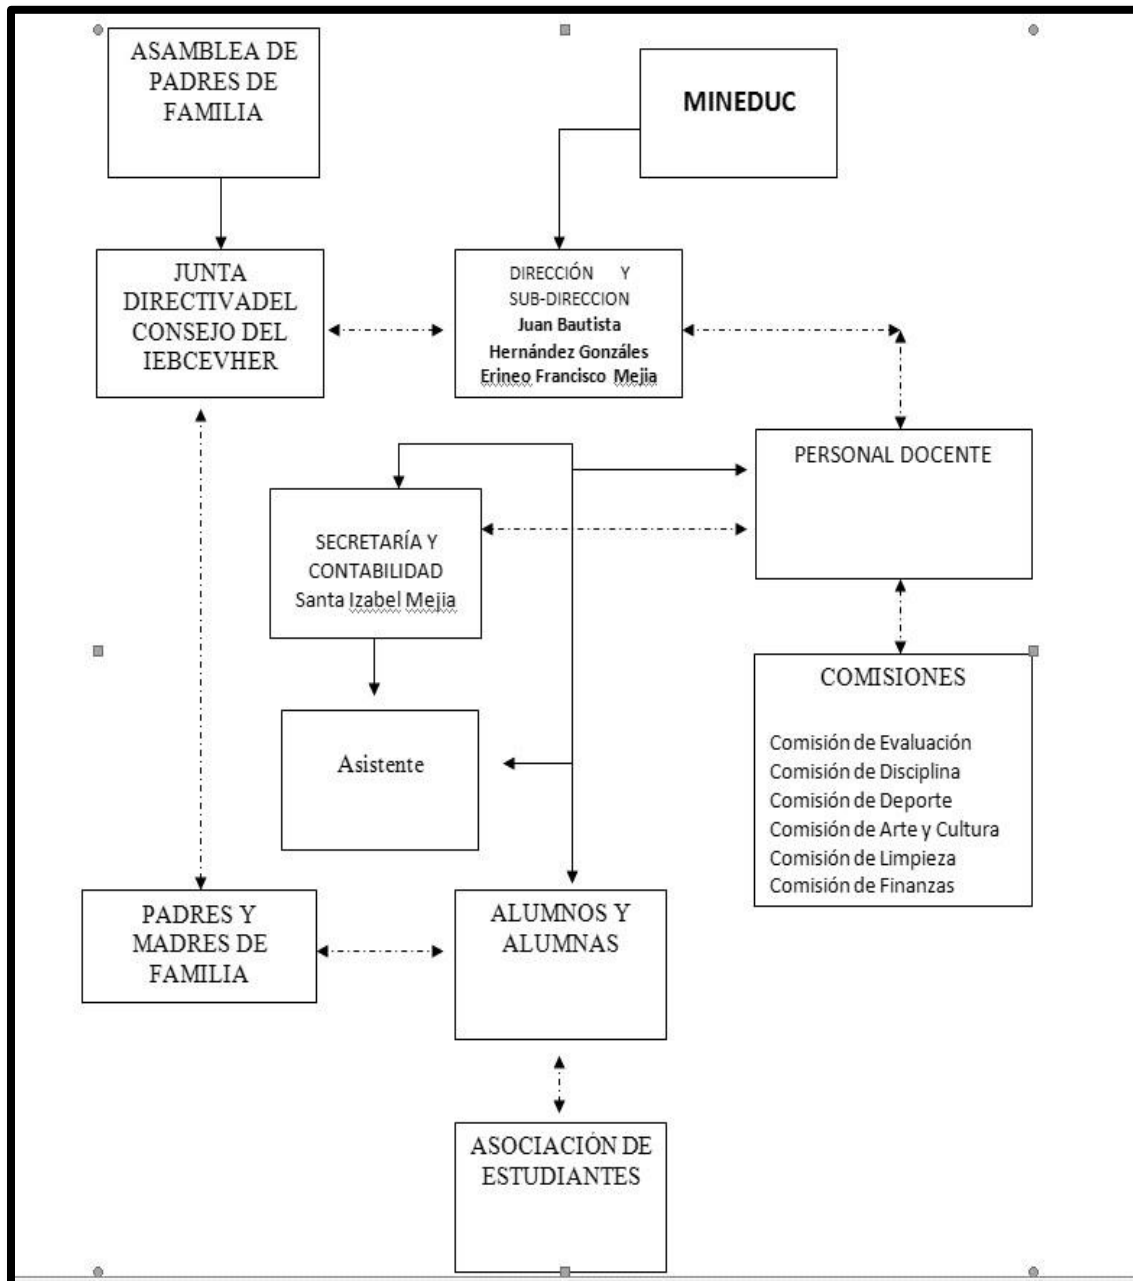 ASAMBLEA DE
PADRES DE
FAMILIA
MINEDUC
JUNTA
DIRECTIVADEL
CONSEJO DEL
IEBCEVHER
DIRECCIÓN Y
SUB-DIRECCION
Juan Bautista
Hernández Gonzáles
Erineo Francisco Mejia
PERSONAL DOCENTE
SECRETARÍA Y
CONTABILIDAD
Santa Izabel Mejia
COMISIONES
Comisión de Evaluación
Comisión de Disciplina
Comisión de Deporte
Comisión de Arte y Cultura
Comisión de Limpieza
Comisión de Finanzas
Asistente
PADRES Y
MADRES DE
FAMILIA
ALUMNOS Y
ALUMNAS
ASOCIACIÓN DE
ESTUDIANTES